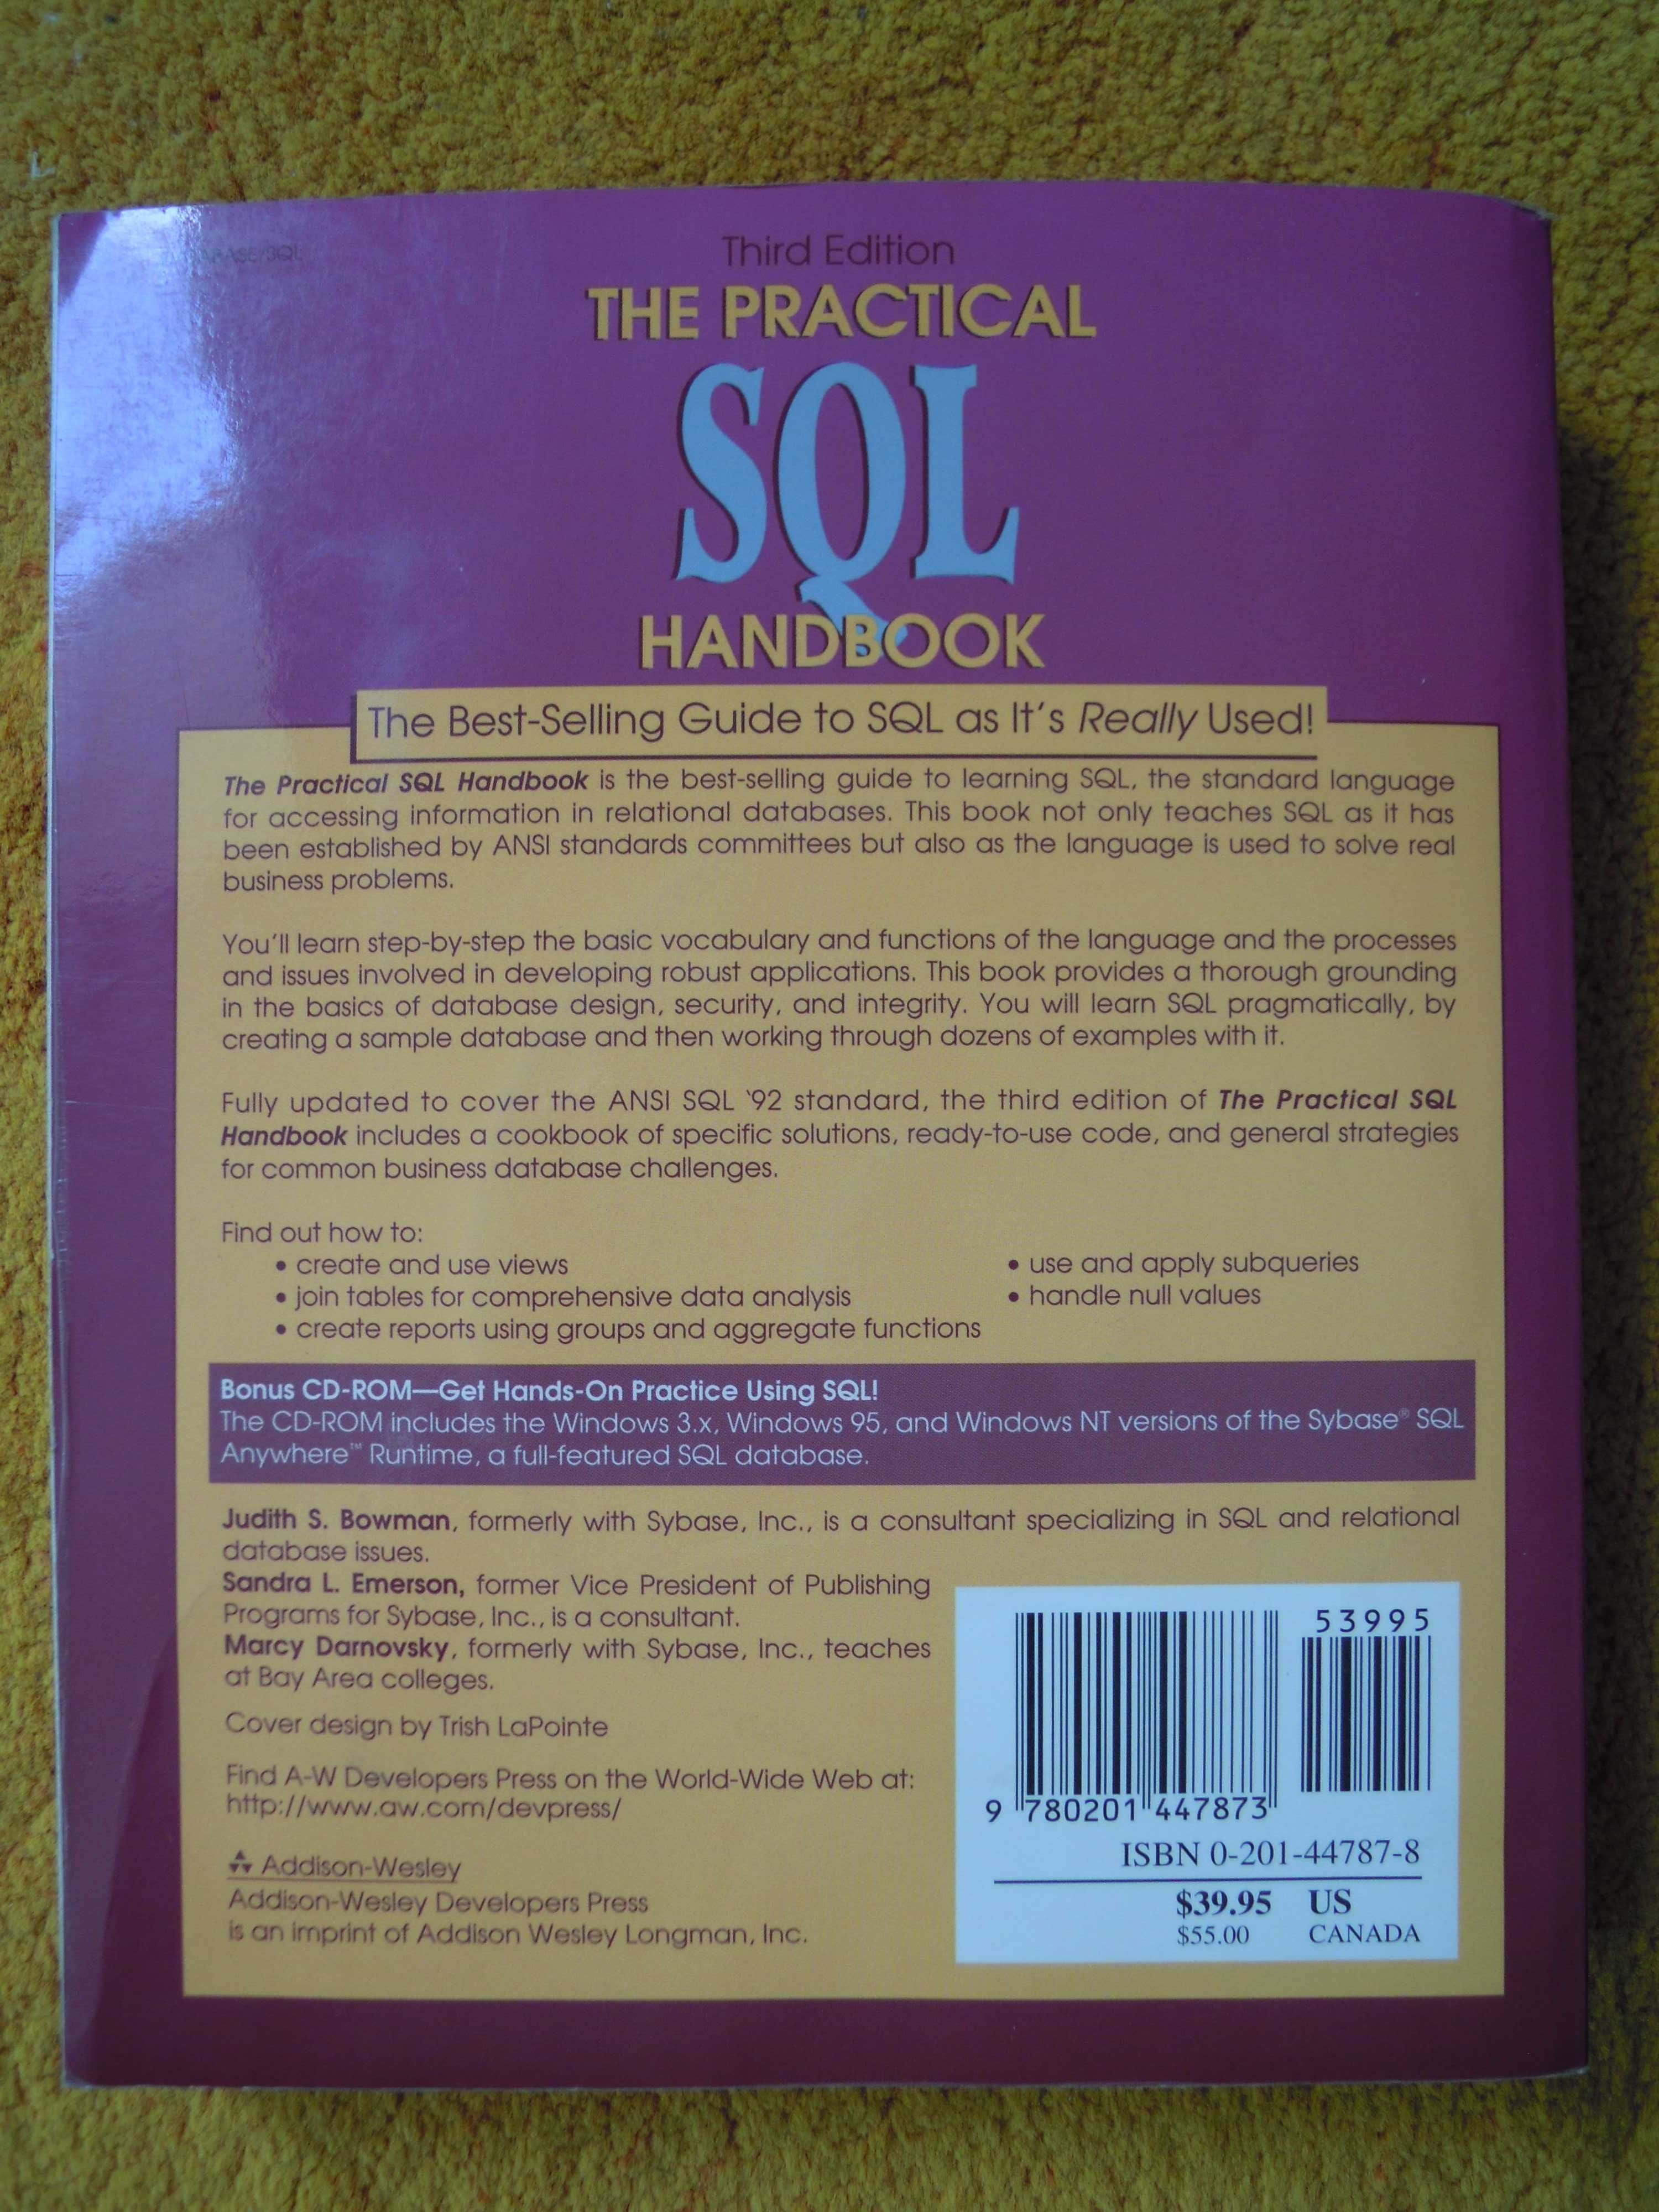 Third Edition
THE PRACTICAL
SQL
HANDBOOK
The Best-Selling Guide to SQL as It's Really Used!
The Practical SQL Handbook is the best-selling guide to learning SQL, the standard language
for accessing information in relational databases. This book not only teaches SQL as it has
been established by ANSI standards committees but also as the language is used to solve real
business problems.
You'll learn step-by-step the basic vocabulary and functions of the language and the processes
and issues involved in developing robust applications. This book provides a thorough grounding
in the basics of database design, security, and integrity. You will learn SQL pragmatically, by
creating a sample database and then working through dozens of examples with it.
Fully updated to cover the ANSI SQL '92 standard, the third edition of The Practical SQL
Handbook includes a cookbook of specific solutions, ready-to-use code, and general strategies
for common business database challenges.
Find out how to:
• create and use views
• join tables for comprehensive data analysis
• create reports using groups and aggregate functions
• use and apply subqueries
• handle null values
Bonus CD-ROM—Get Hands-On Practice Using SQL!
The CD-ROM includes the Windows 3.x, Windows 95, and Windows NT versions of the Sybase® SQL
Anywhere™ Runtime, a full-featured SQL database.
Judith S. Bowman, formerly with Sybase, Inc., is a consultant specializing in SQL and relational
database issues.
Sandra L. Emerson, former Vice President of Publishing
Programs for Sybase, Inc., is a consultant.
Marcy Darnovsky, formerly with Sybase, Inc., teaches
at Bay Area colleges.
Cover design by Trish LaPointe
Find A-W Developers Press on the World-Wide Web at:
http://www.aw.com/devpress/
Addison-Wesley
Addison-Wesley Developers Press
is an imprint of Addison Wesley Longman, Inc.
53995
9 780201 447873
ISBN 0-201-44787-8
$39.95 US
$55.00 CANADA